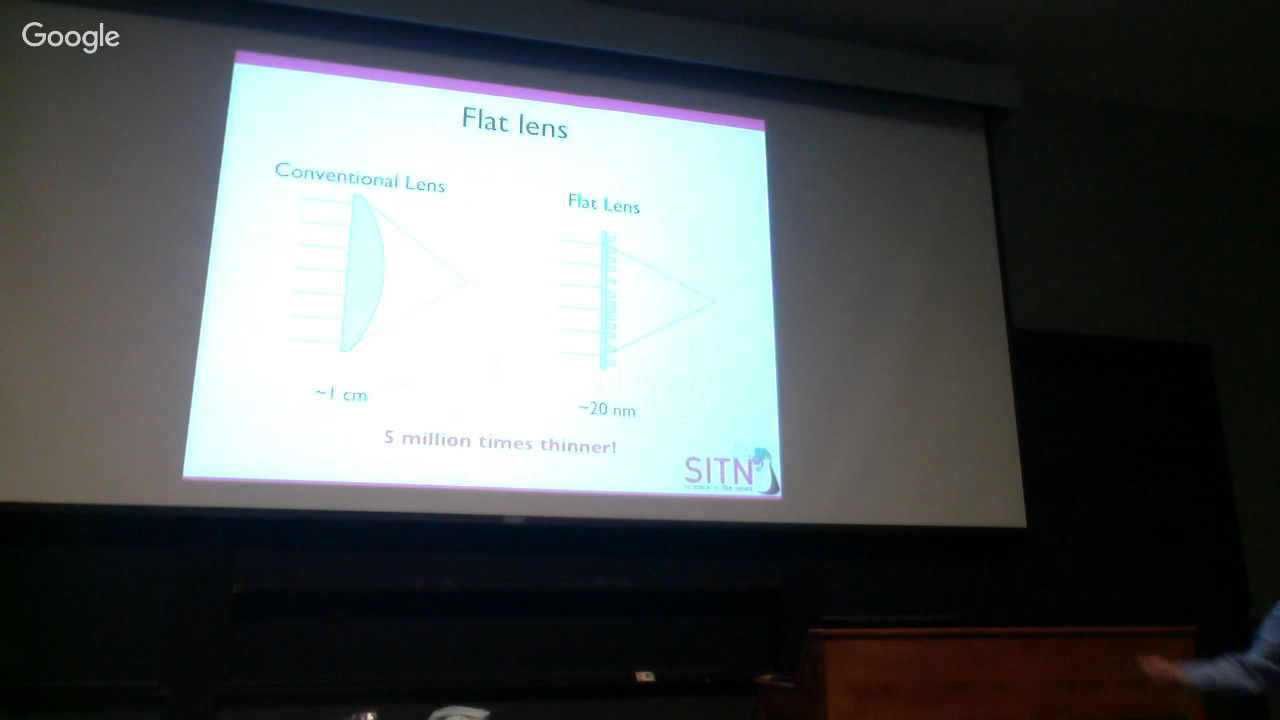 Google
Flat lens
Conventional Lens
Flat Lens
~1 cm
~20 nm
5 million times thinner!
SITN